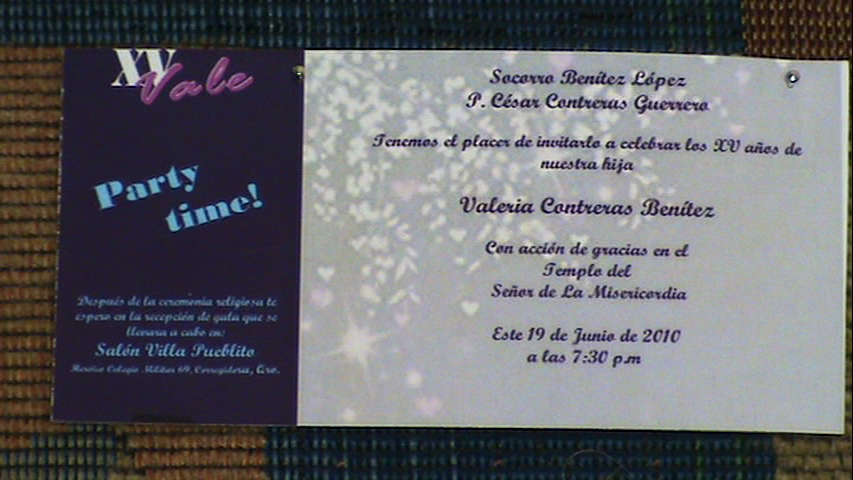 XV
Vale
Party
time!
Después de la ceremonia religiosa te
espero en la recepción de gala que se
llevara a cabo en:
Salón Villa Pueblito
Heroico Colegio Militar 69, Corregidora, Qro.
Socorro Benítez López
P. César Contreras Guerrero
Tenemos el placer de invitarlo a celebrar los XV años de
nuestra hija
Valeria Contreras Benítez
Con acción de gracias en el
Templo del
Señor de La Misericordia
Este 19 de Junio de 2010
a las 7:30 p.m